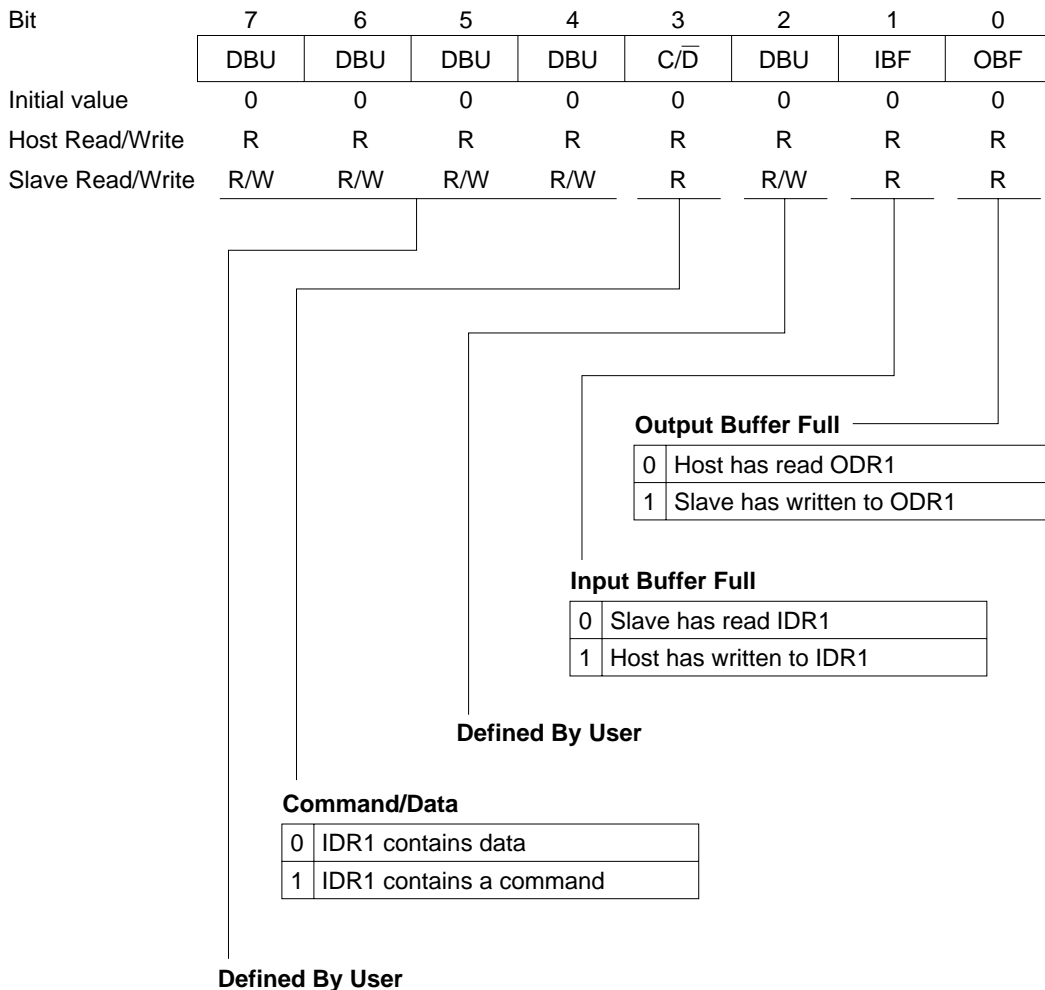 Bit 7 6 5 4 3 2 1 0
DBU DBU DBU DBU C/D̅ DBU IBF OBF
Initial value 0 0 0 0 0 0 0 0
Host Read/Write R R R R R R R R
Slave Read/Write R/W R/W R/W R/W R R/W R R
Output Buffer Full
0 Host has read ODR1
1 Slave has written to ODR1
Input Buffer Full
0 Slave has read IDR1
1 Host has written to IDR1
Defined By User
Command/Data
0 IDR1 contains data
1 IDR1 contains a command
Defined By User